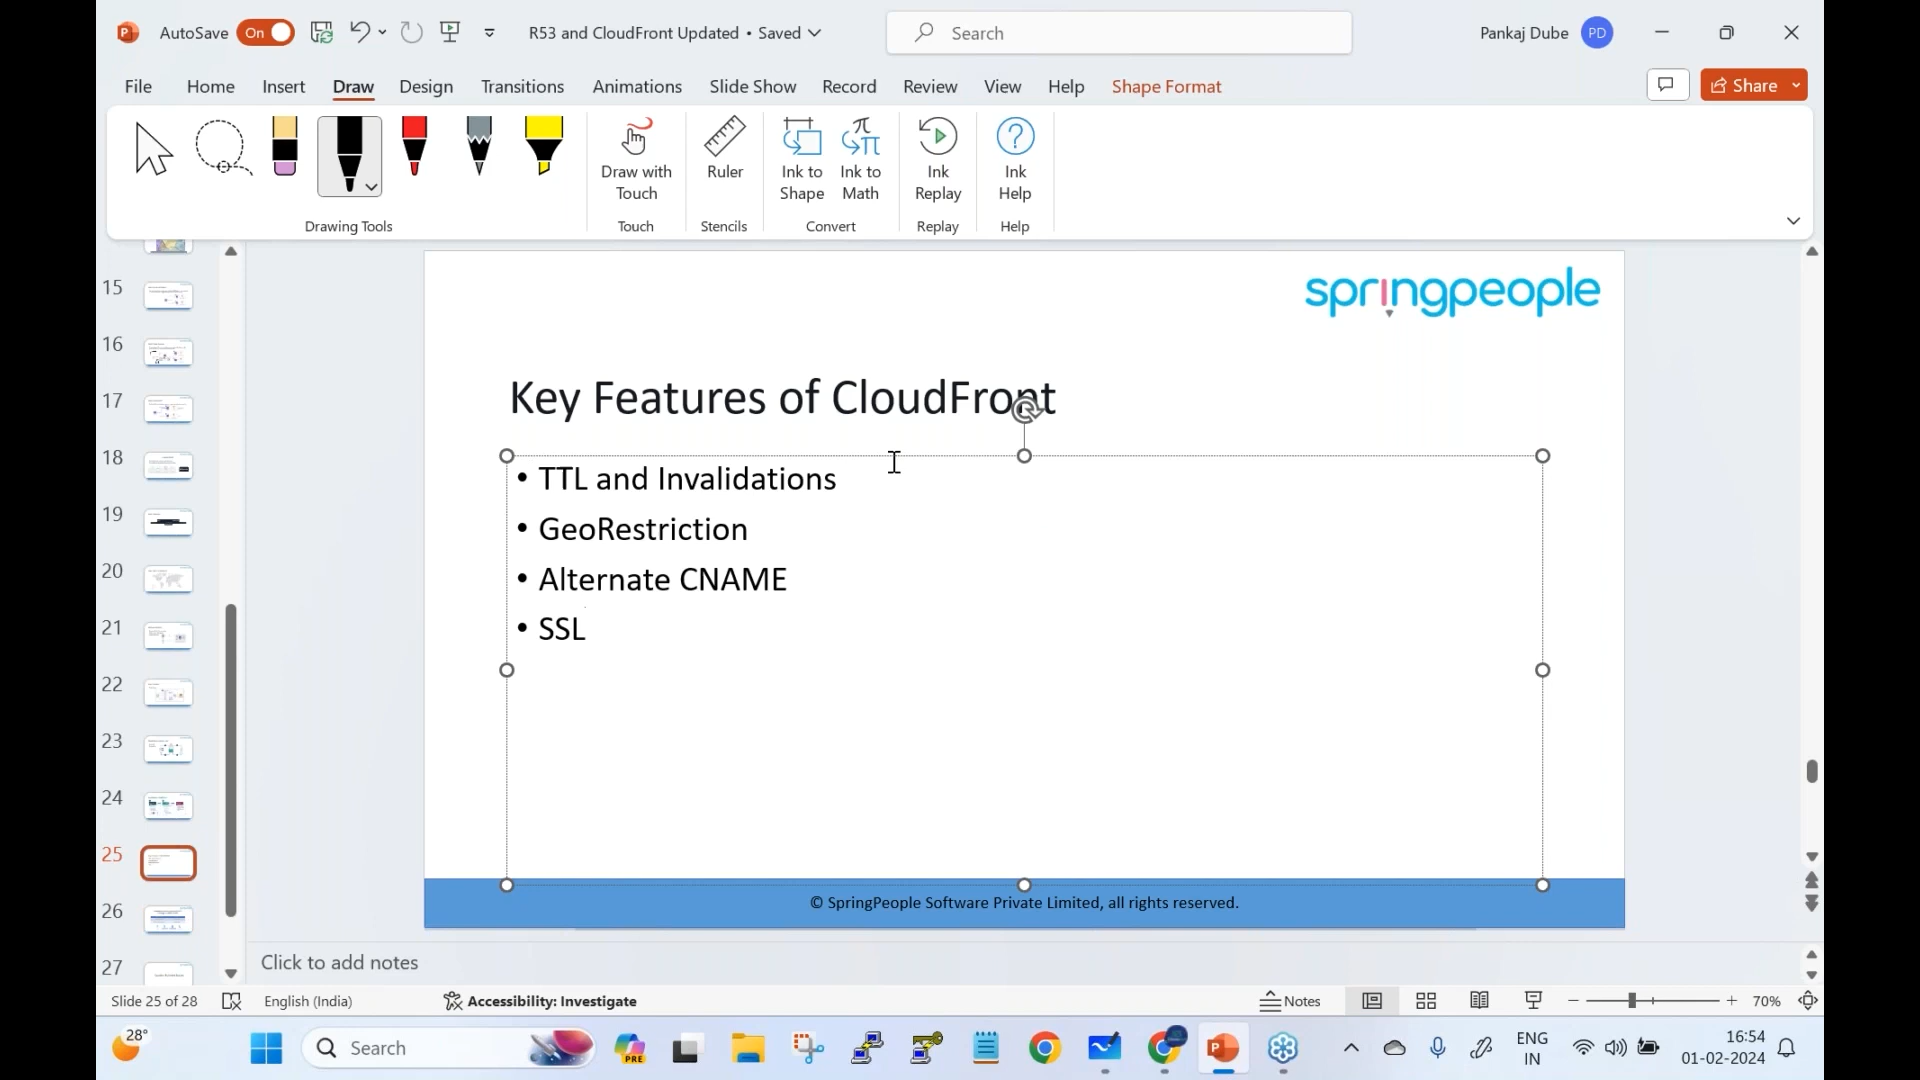 AutoSave On R53 and CloudFront Updated • Saved Search Pankaj Dube PD
File Home Insert Draw Design Transitions Animations Slide Show Record Review View Help Shape Format Share
Draw with Touch
Ruler
Ink to Shape
Ink to Math
Ink Replay
Ink Help
Drawing Tools Touch Stencils Convert Replay Help
15
16
17
18
19
20
21
22
23
24
25
26
27
springpeople
Key Features of CloudFront
• TTL and Invalidations
• GeoRestriction
• Alternate CNAME
• SSL
© SpringPeople Software Private Limited, all rights reserved.
Click to add notes
Slide 25 of 28 English (India) Accessibility: Investigate Notes 70%
28° Search PRE ENG IN 16:54 01-02-2024